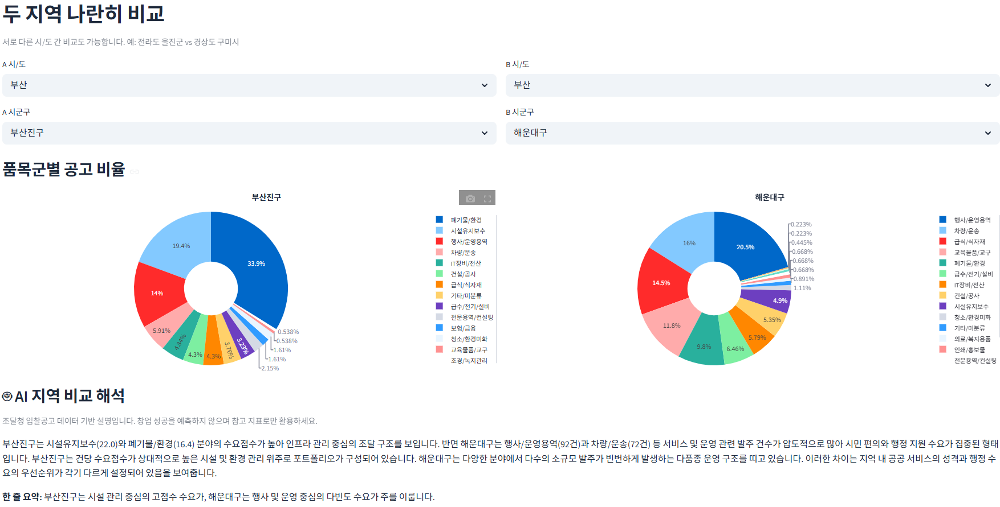 두 지역 나란히 비교
서로 다른 시/도 간 비교도 가능합니다. 예: 전라도 울진군 vs 경상도 구미시
A 시/도
부산
B 시/도
부산
A 시군구
부산진구
B 시군구
해운대구
품목군별 공고 비율
부산진구
33.9%
19.4%
14%
5.91%
4.84%
4.3%
4.3%
3.76%
3.23%
2.15%
1.61%
1.61%
0.538%
0.538%
폐기물/환경
시설유지보수
행사/운영용역
차량/운송
IT장비/전산
건설/공사
급식/식자재
기타/미분류
급수/전기/설비
전문용역/컨설팅
보험/금융
청소/환경미화
교육물품/교구
조경/녹지관리
해운대구
20.5%
16%
14.5%
11.8%
9.8%
6.46%
5.79%
5.35%
4.9%
0.223%
0.223%
0.445%
0.668%
0.668%
0.668%
0.891%
1.11%
행사/운영용역
차량/운송
급식/식자재
교육물품/교구
폐기물/환경
급수/전기/설비
IT장비/전산
건설/공사
시설유지보수
청소/환경미화
기타/미분류
의료/복지용품
인쇄/홍보물
전문용역/컨설팅
AI 지역 비교 해석
조달청 입찰공고 데이터 기반 설명입니다. 창업 성공을 예측하지 않으며 참고 지표로만 활용하세요.
부산진구는 시설유지보수(22.0)와 폐기물/환경(16.4) 분야의 수요점수가 높아 인프라 관리 중심의 조달 구조를 보입니다. 반면 해운대구는 행사/운영용역(92건)과 차량/운송(72건) 등 서비스 및 운영 관련 발주 건수가 압도적으로 많아 시민 편의와 행정 지원 수요가 집중된 형태
입니다. 부산진구는 건당 수요점수가 상대적으로 높은 시설 및 환경 관리 위주로 포트폴리오가 구성되어 있습니다. 해운대구는 다양한 분야에서 다수의 소규모 발주가 빈번하게 발생하는 다품종 운영 구조를 띠고 있습니다. 이러한 차이는 지역 내 공공 서비스의 성격과 행정 수
요의 우선순위가 각기 다르게 설정되어 있음을 보여줍니다.
한 줄 요약: 부산진구는 시설 관리 중심의 고점수 수요가, 해운대구는 행사 및 운영 중심의 다빈도 수요가 주를 이룹니다.